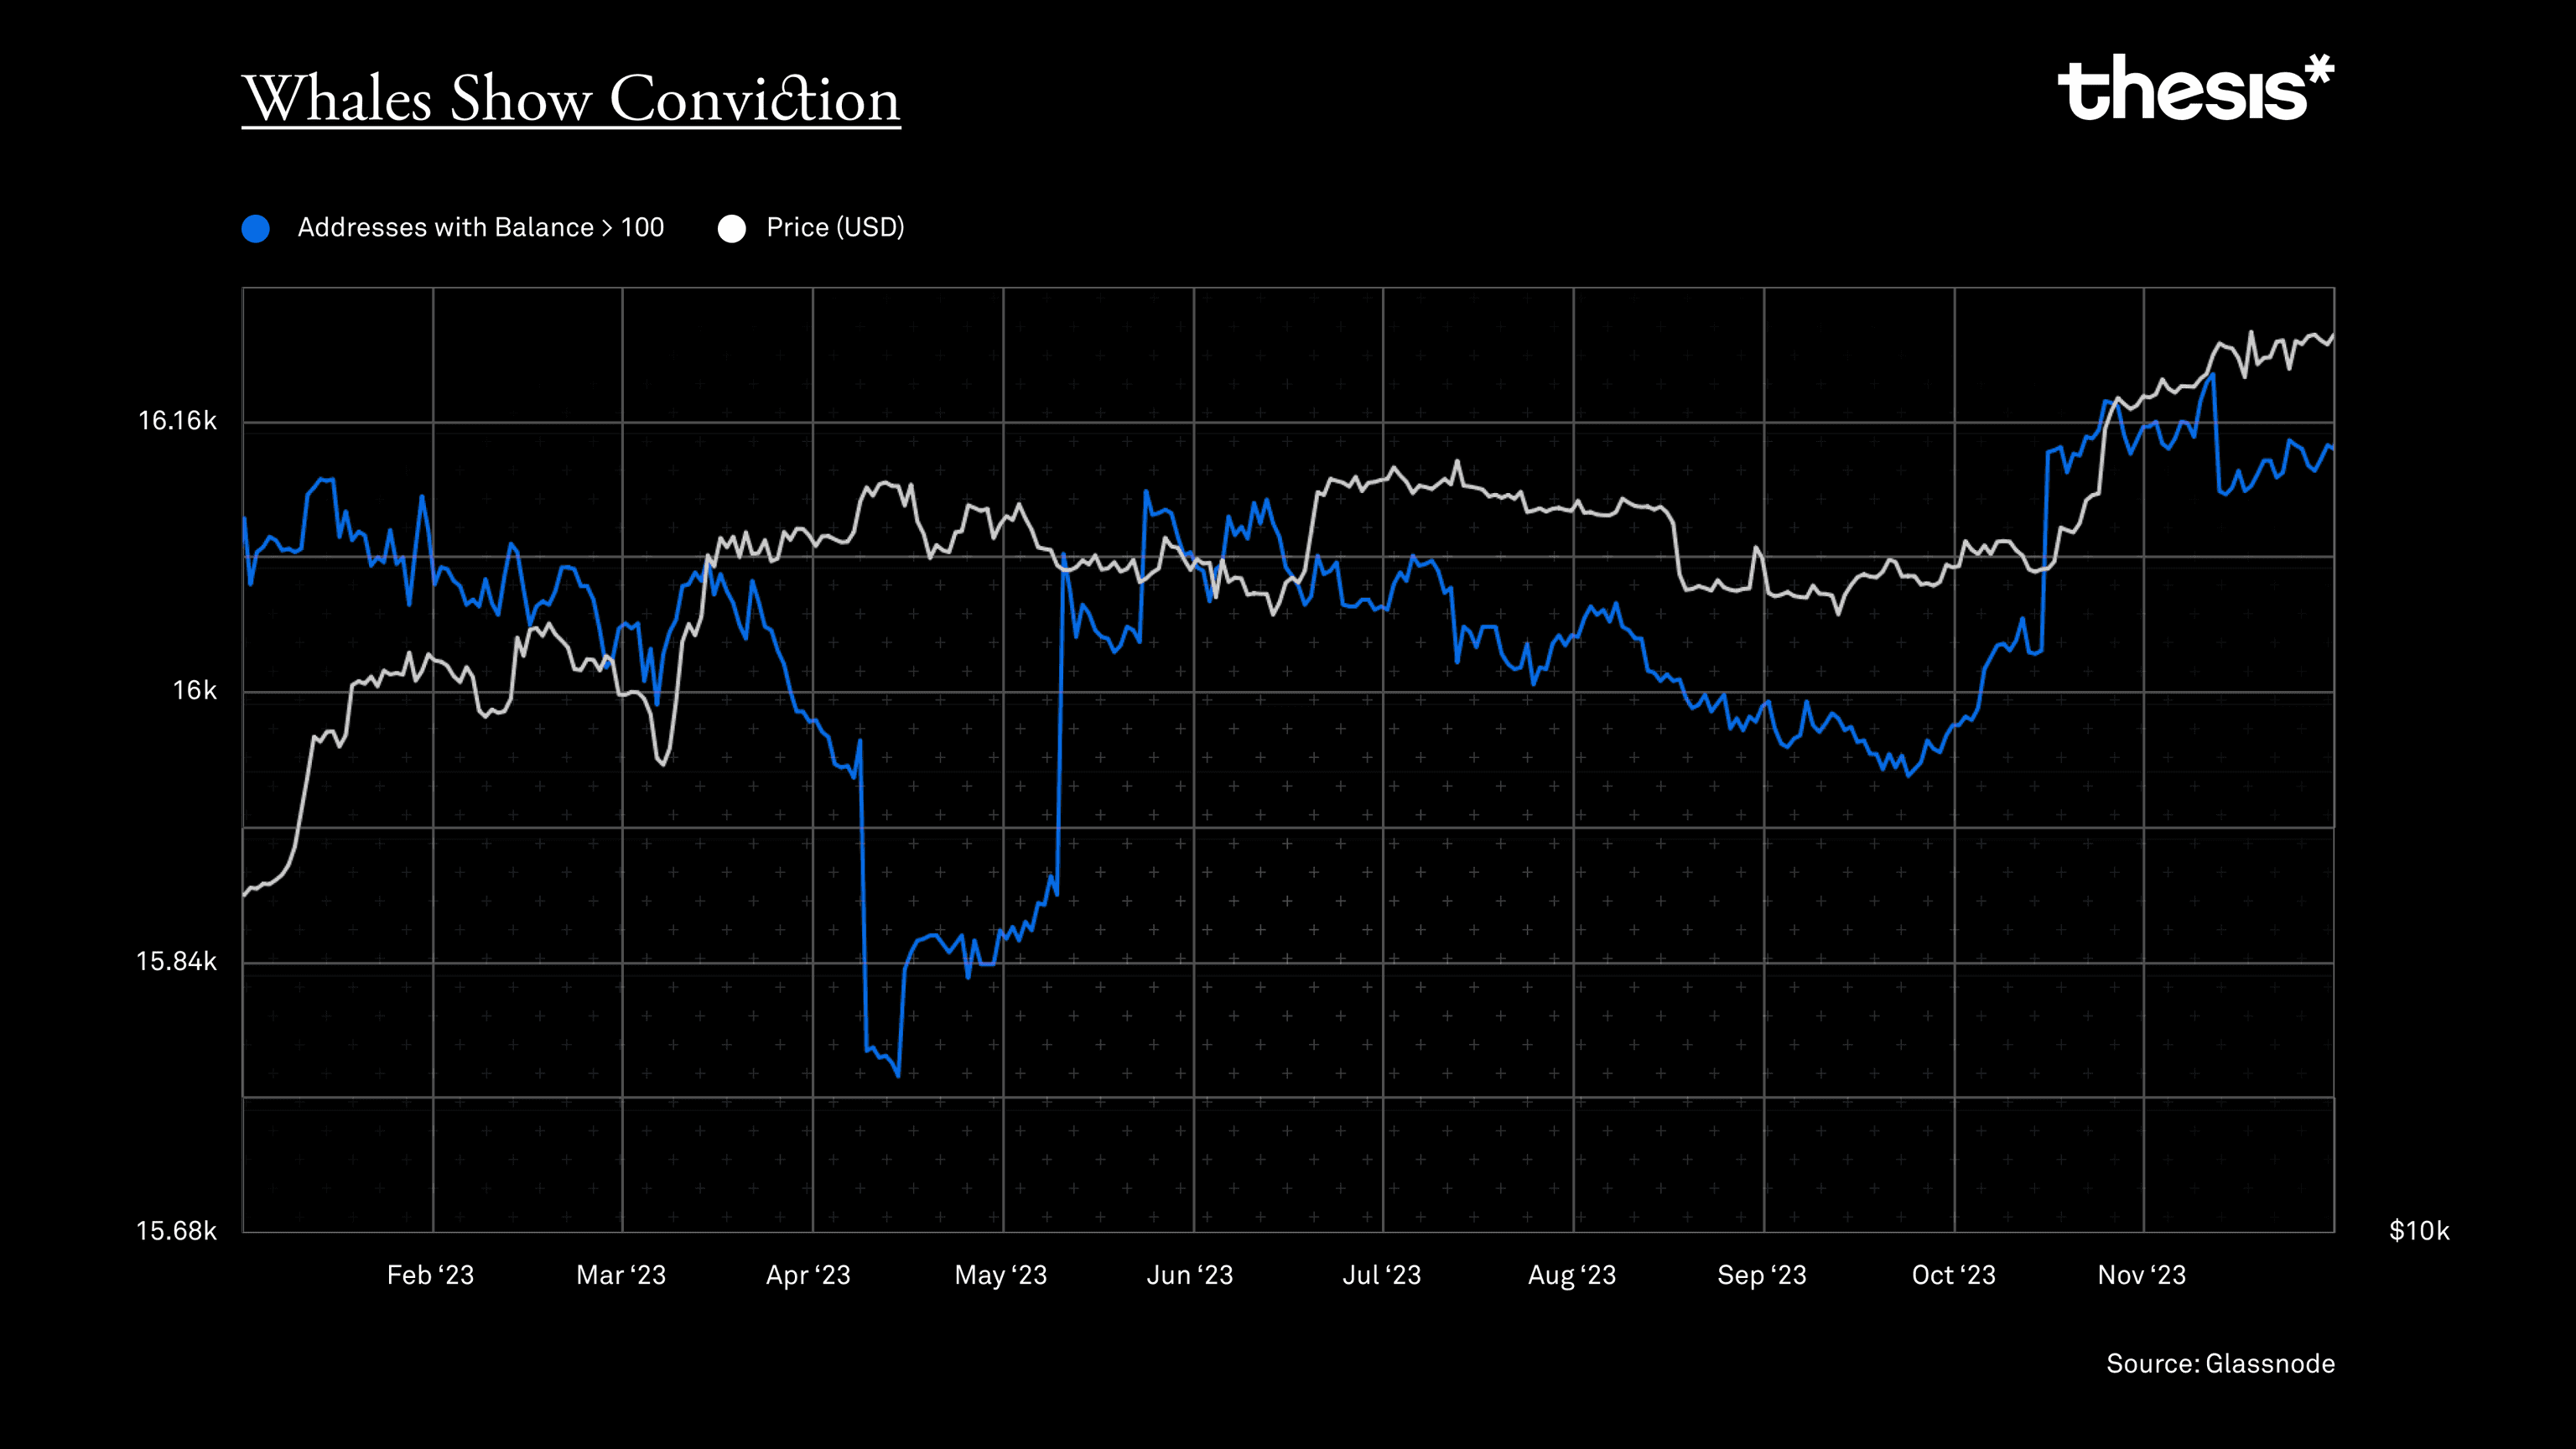 Whales Show Conviction
thesis*
Addresses with Balance > 100
Price (USD)
16.16k
16k
15.84k
15.68k
$10k
Feb ‘23
Mar ‘23
Apr ‘23
May ‘23
Jun ‘23
Jul ‘23
Aug ‘23
Sep ‘23
Oct ‘23
Nov ‘23
Source: Glassnode